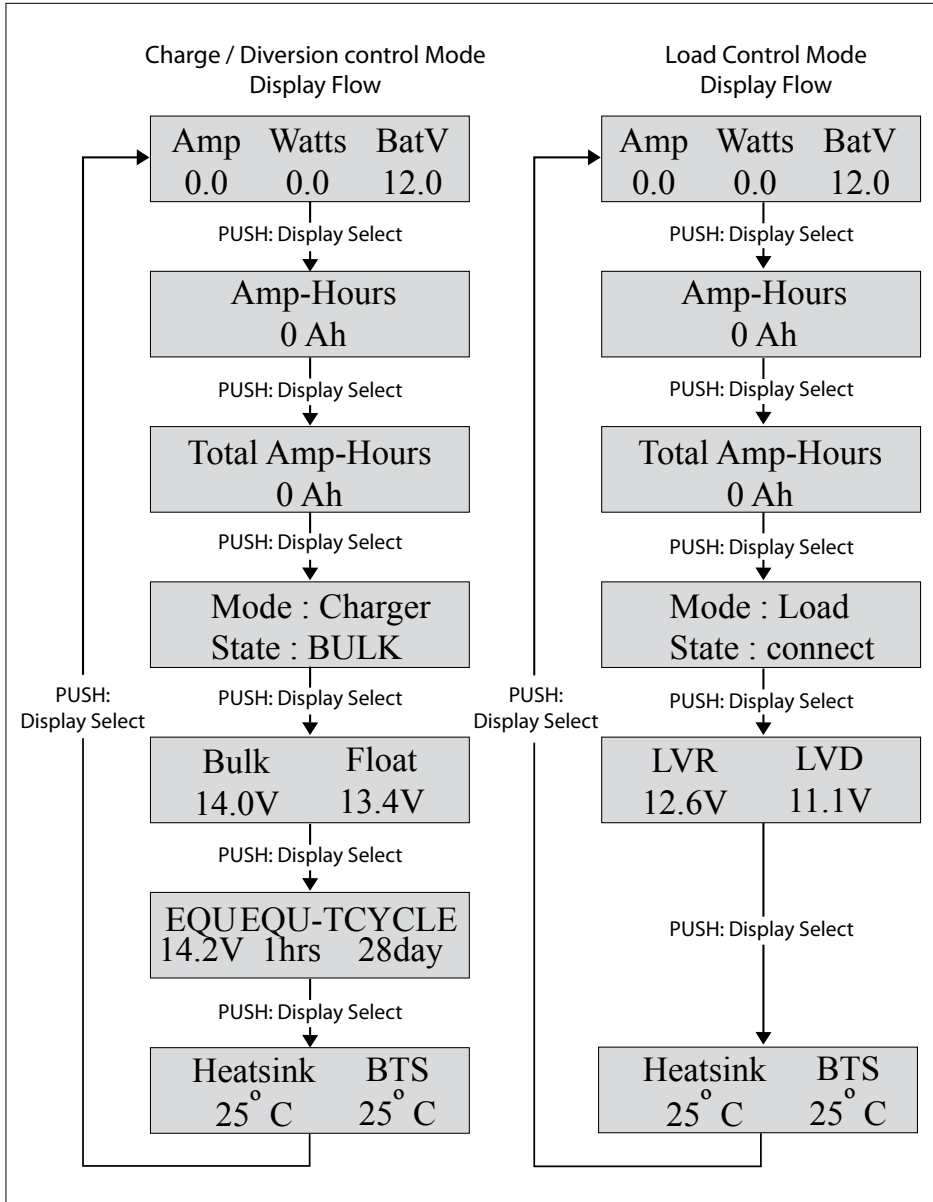 Charge / Diversion control Mode
Display Flow
Amp Watts BatV
0.0 0.0 12.0
PUSH: Display Select
Amp-Hours
0 Ah
PUSH: Display Select
Total Amp-Hours
0 Ah
PUSH: Display Select
Mode : Charger
State : BULK
PUSH: Display Select
Bulk Float
14.0V 13.4V
PUSH: Display Select
EQUEQU-TCYCLE
14.2V 1hrs 28day
PUSH: Display Select
Heatsink BTS
25° C 25° C
PUSH:
Display Select
Load Control Mode
Display Flow
Amp Watts BatV
0.0 0.0 12.0
PUSH: Display Select
Amp-Hours
0 Ah
PUSH: Display Select
Total Amp-Hours
0 Ah
PUSH: Display Select
Mode : Load
State : connect
PUSH: Display Select
LVR LVD
12.6V 11.1V
PUSH: Display Select
Heatsink BTS
25° C 25° C
PUSH:
Display Select